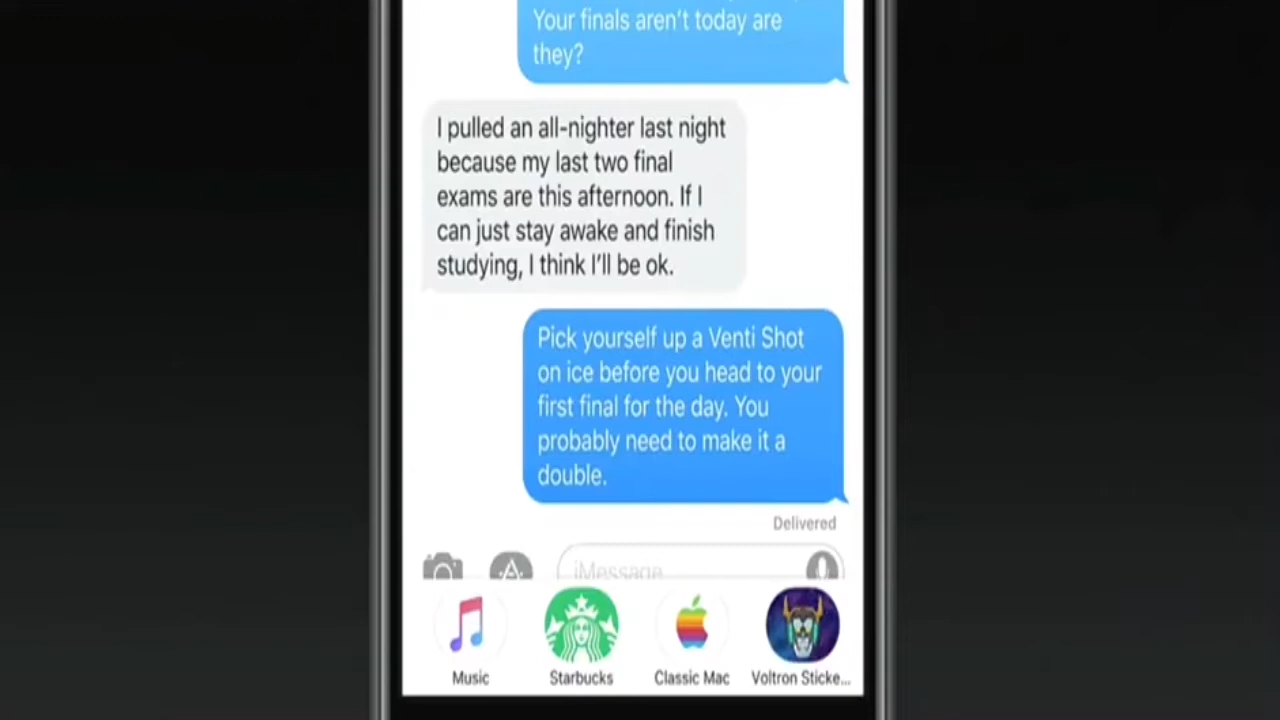 Your finals aren't today are
they?
I pulled an all-nighter last night
because my last two final
exams are this afternoon. If I
can just stay awake and finish
studying, I think I'll be ok.
Pick yourself up a Venti Shot
on ice before you head to your
first final for the day. You
probably need to make it a
double.
Delivered
iMessage
Music
Starbucks
Classic Mac
Voltron Sticke...